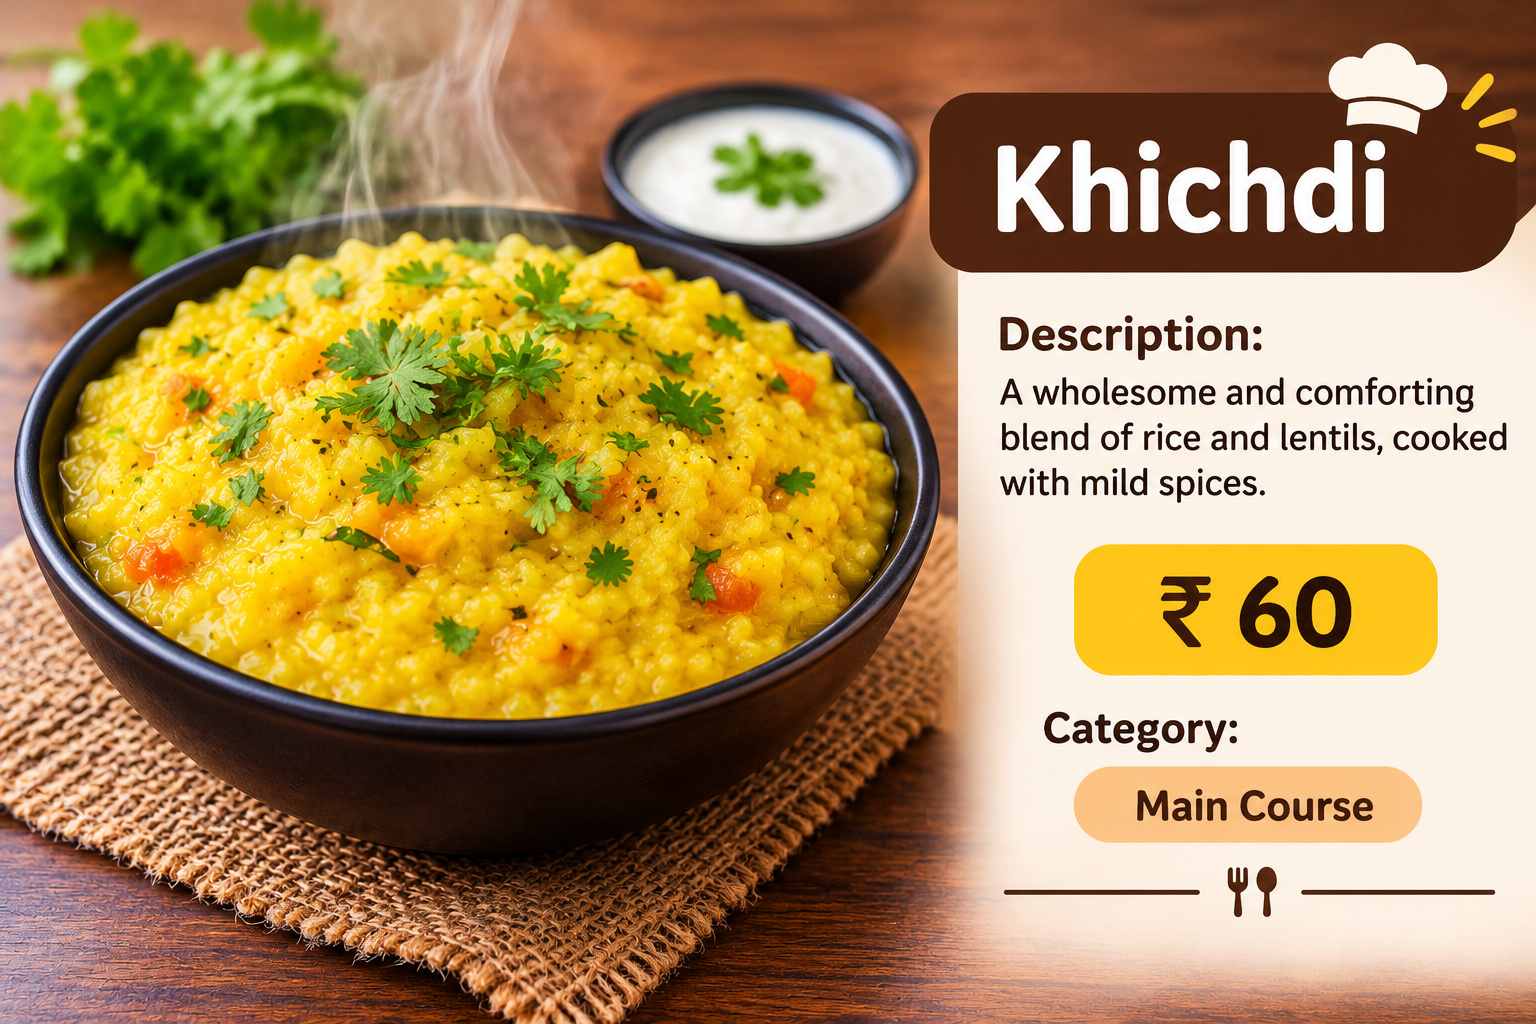 Khichdi
Description:
A wholesome and comforting
blend of rice and lentils, cooked
with mild spices.
₹ 60
Category:
Main Course